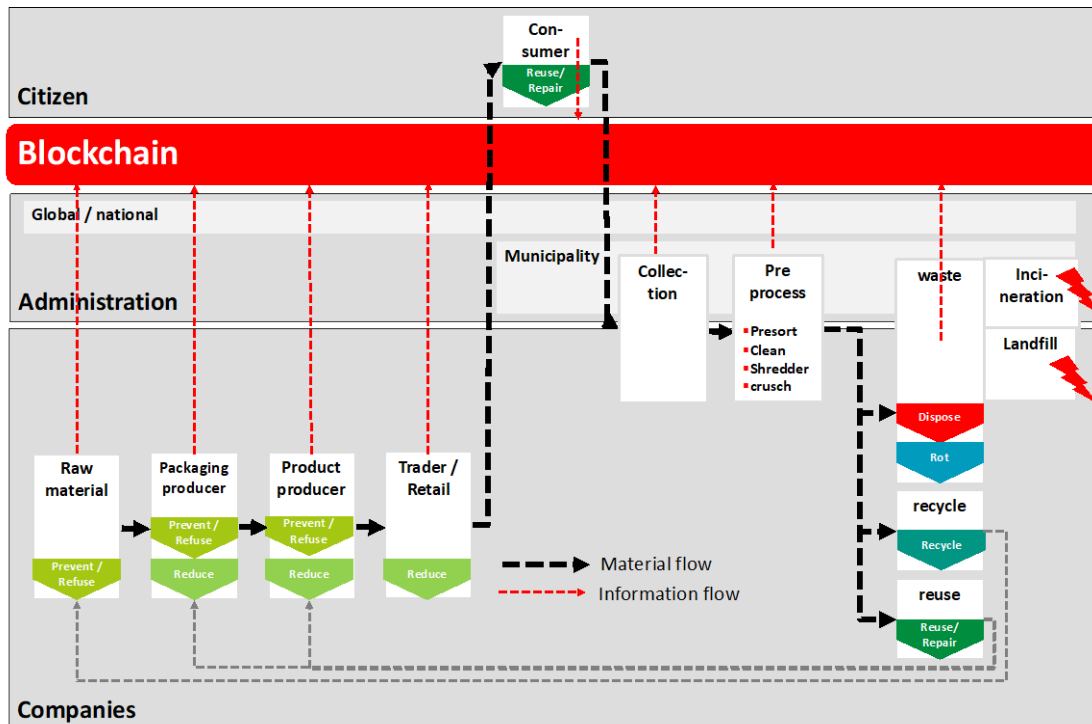 Con-
sumer
Reuse/
Repair
Citizen
Blockchain
Global / national
Municipality
Administration
Collec-
tion
Pre
process
Presort
Clean
Shredder
crusch
waste
Inci-
neration
Landfill
Dispose
Rot
Raw
material
Prevent /
Refuse
Packaging
producer
Prevent /
Refuse
Reduce
Product
producer
Prevent /
Refuse
Reduce
Trader /
Retail
Reduce
recycle
Recycle
reuse
Reuse/
Repair
Material flow
Information flow
Companies